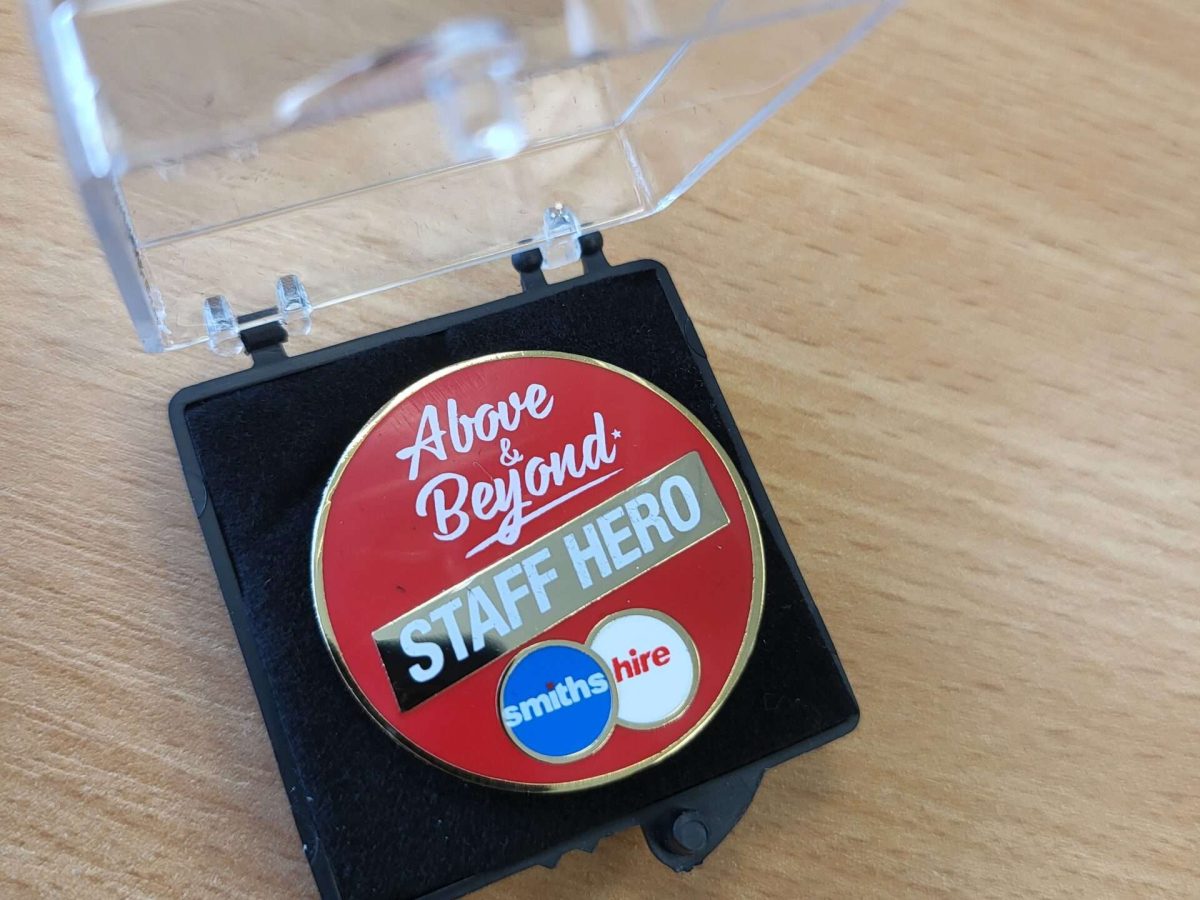 Above
&
Beyond
STAFF HERO
smiths hire